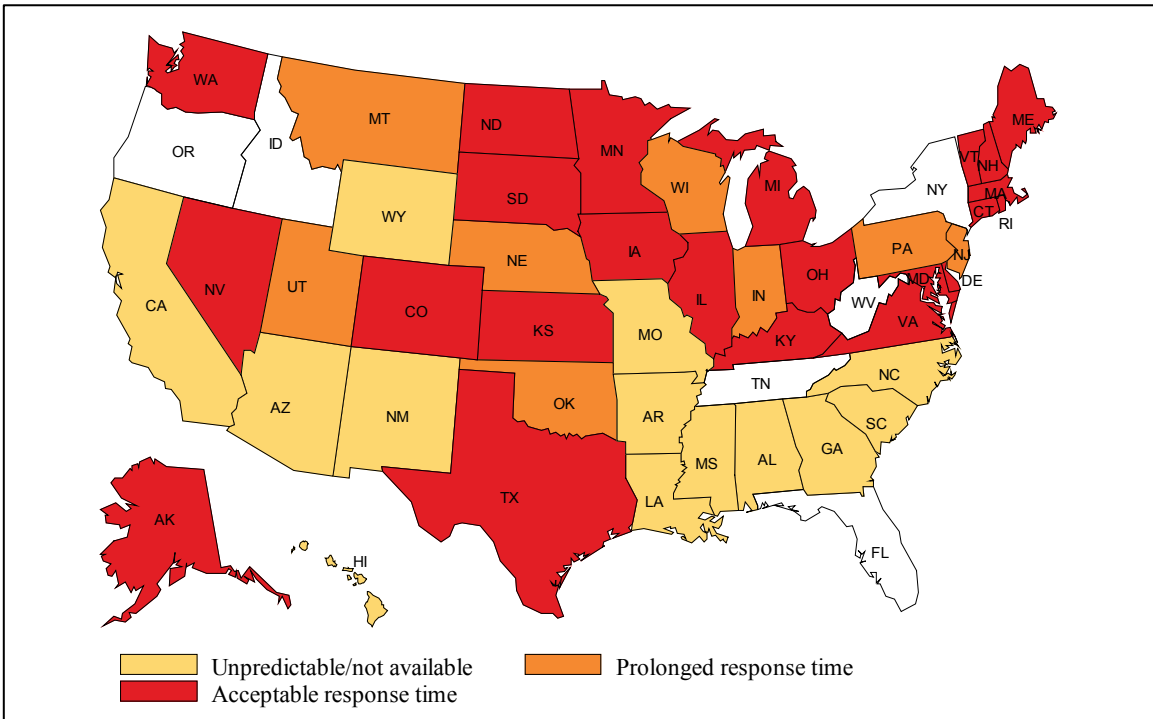 WA
ME
MT
ND
VT
ID
MN
NH
OR
NY
MA
WI
MI
SD
CT
RI
WY
PA
IA
NJ
NE
OH
MD
DE
NV
UT
IN
IL
WV
CA
CO
VA
KS
MO
KY
NC
TN
OK
AZ
NM
AR
SC
GA
MS
AL
TX
LA
AK
FL
HI
Unpredictable/not available
Prolonged response time
Acceptable response time